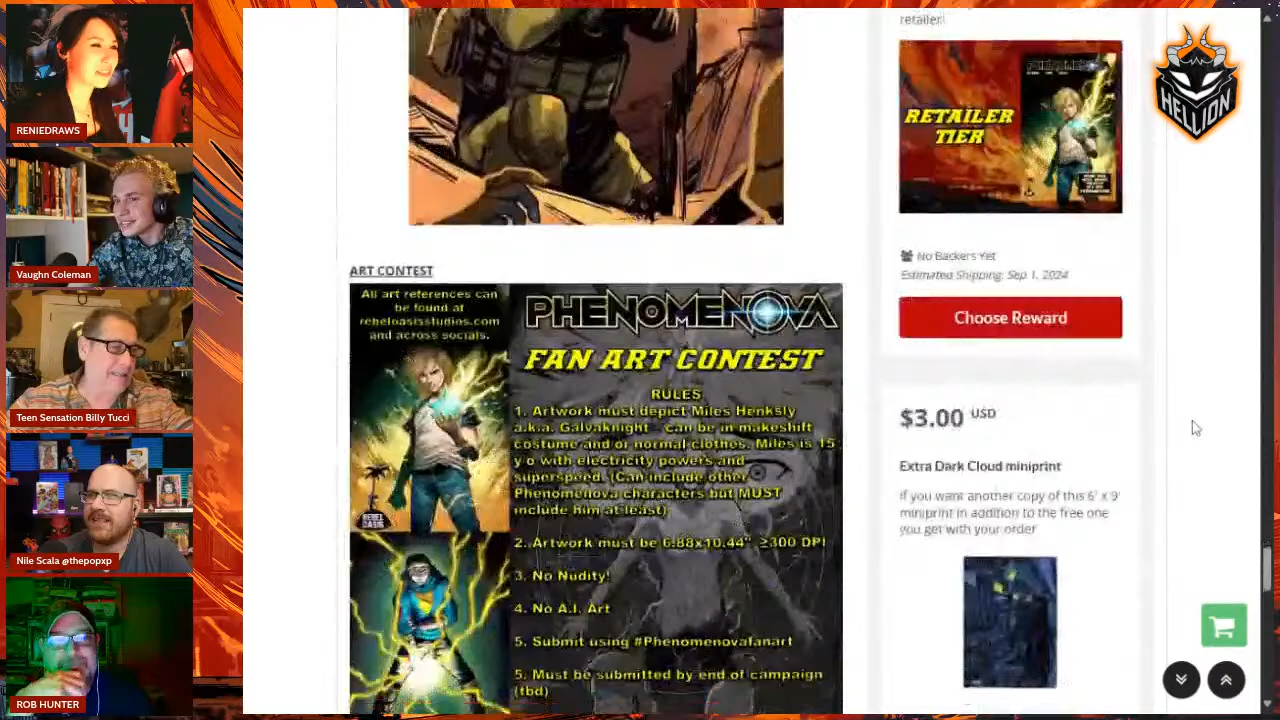 RENIEDRAWS
Vaughn Coleman
Teen Sensation Billy Tucci
Nile Scala @thepopxp
ROB HUNTER
ART CONTEST
All art references can
be found at
rebeloasisstudios.com
and across socials.
REBEL
OASIS
PHENOMENOVA
FAN ART CONTEST
RULES
1. Artwork must depict Miles Henksly
a.k.a. Galvaknight - can be in makeshift
costume and/or normal clothes. Miles is 15
y/o with electricity powers and
superspeed. (Can include other
Phenomenova characters but MUST
include him at least)
2. Artwork must be 6.88x10.44" ≥300 DPI
3. No Nudity!
4. No A.I. Art
5. Submit using #Phenomenovafanart
5. Must be submitted by end of campaign
(tbd)
retailer.
RETAILER
TIER
No Backers Yet
Estimated Shipping: Sep 1, 2024
Choose Reward
$3.00 USD
Extra Dark Cloud miniprint
If you want another copy of this 6' x 9'
miniprint in addition to the free one
you get with your order
HELLION